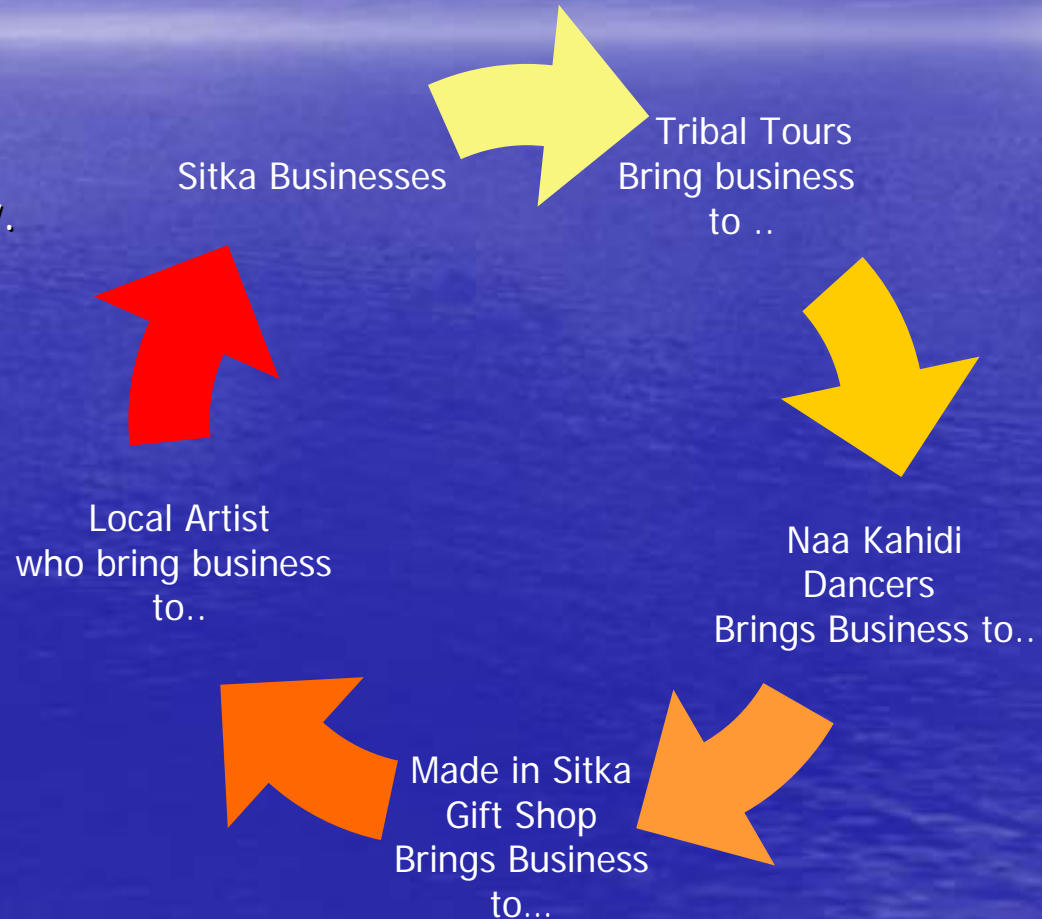 Sitka Businesses
Tribal Tours
Bring business
to ..
Naa Kahidi
Dancers
Brings Business to..
Made in Sitka
Gift Shop
Brings Business
to...
Local Artist
who bring business
to..